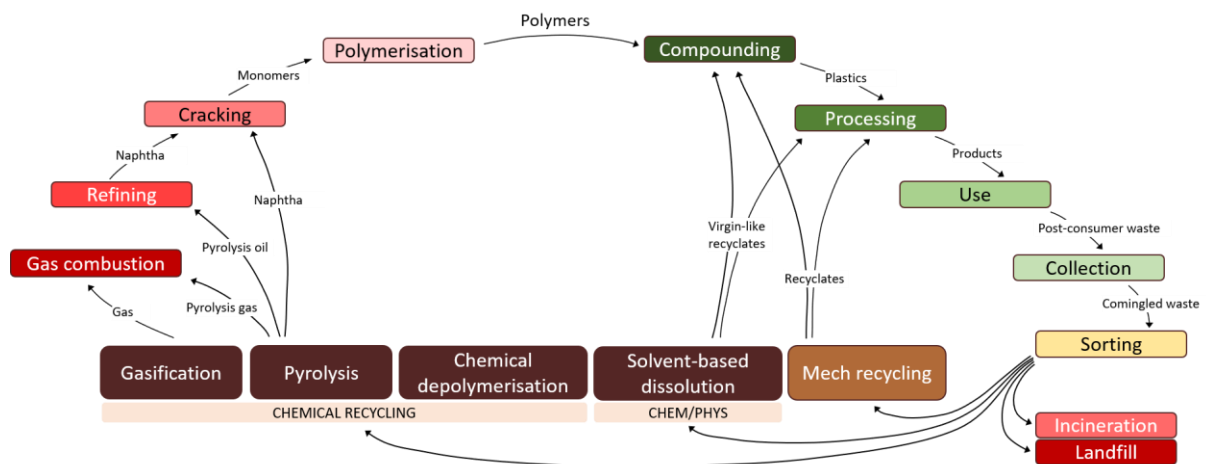 Polymers
Polymerisation
Compounding
Monomers
Plastics
Cracking
Processing
Naphtha
Products
Refining
Naphtha
Use
Virgin-like
recyclates
Post-consumer waste
Pyrolysis oil
Gas combustion
Collection
Recyclates
Pyrolysis gas
Gas
Comingled waste
Sorting
Gasification
Pyrolysis
Chemical
depolymerisation
Solvent-based
dissolution
Mech recycling
CHEMICAL RECYCLING
CHEM/PHYS
Incineration
Landfill